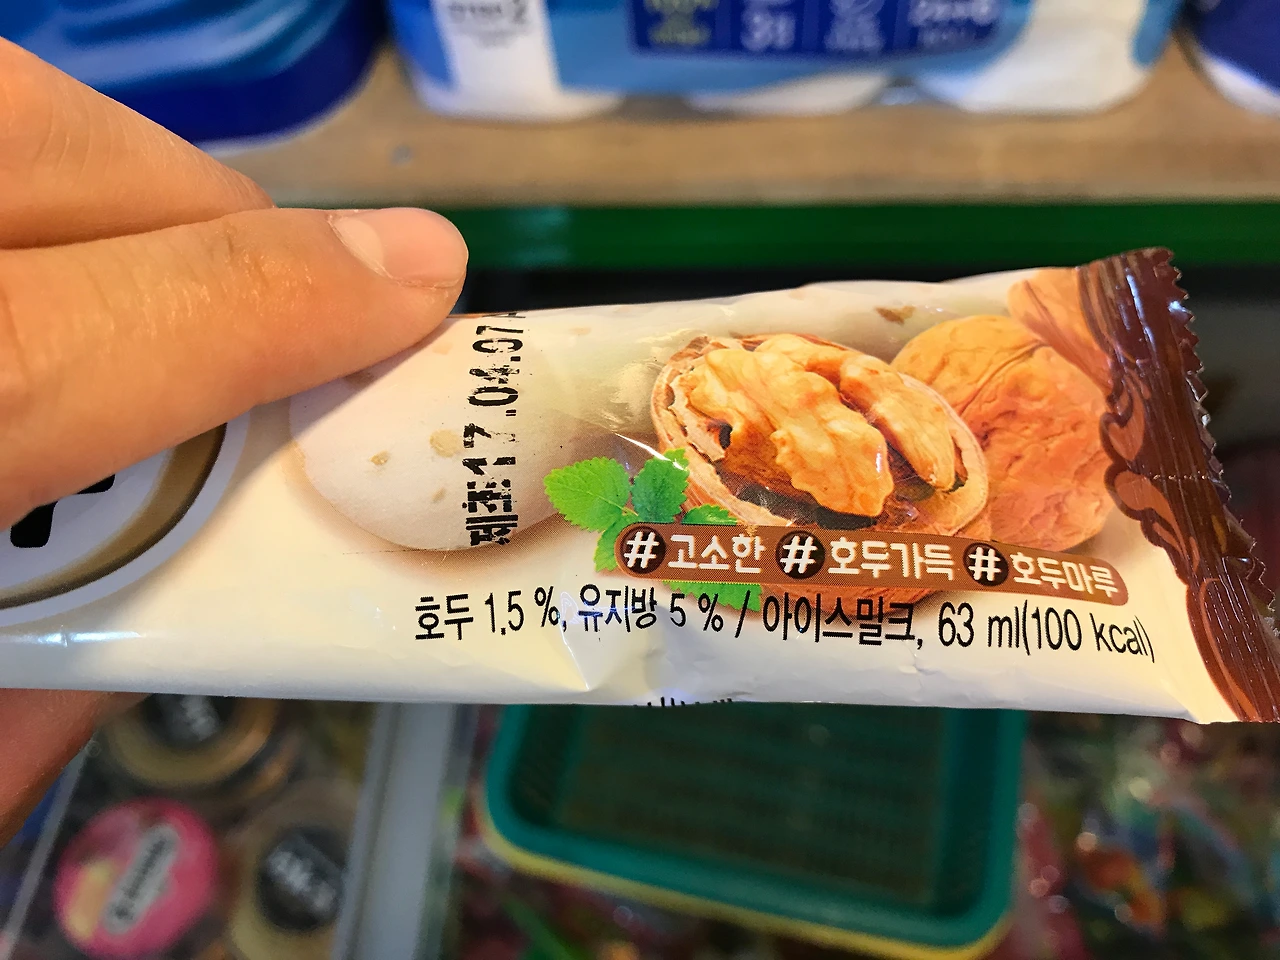 제조:17.04.07
#고소한 #호두가득 #호두마루
호두 1.5 %, 유지방 5 % / 아이스밀크, 63 ml(100 kcal)